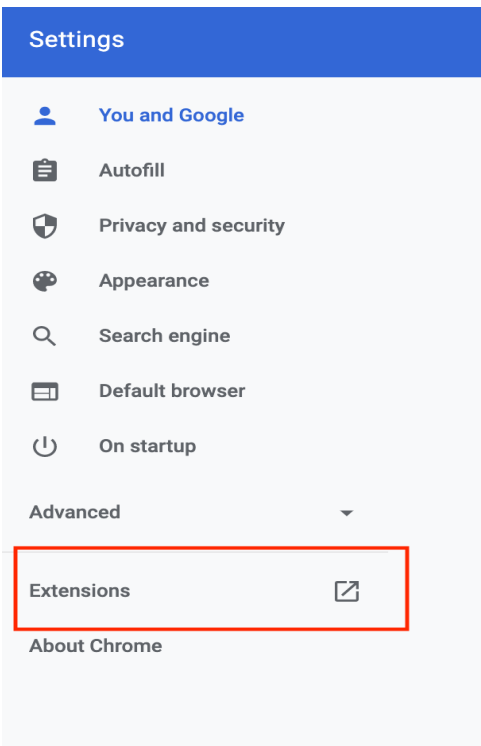 Settings
You and Google
Autofill
Privacy and security
Appearance
Search engine
Default browser
On startup
Advanced
Extensions
About Chrome